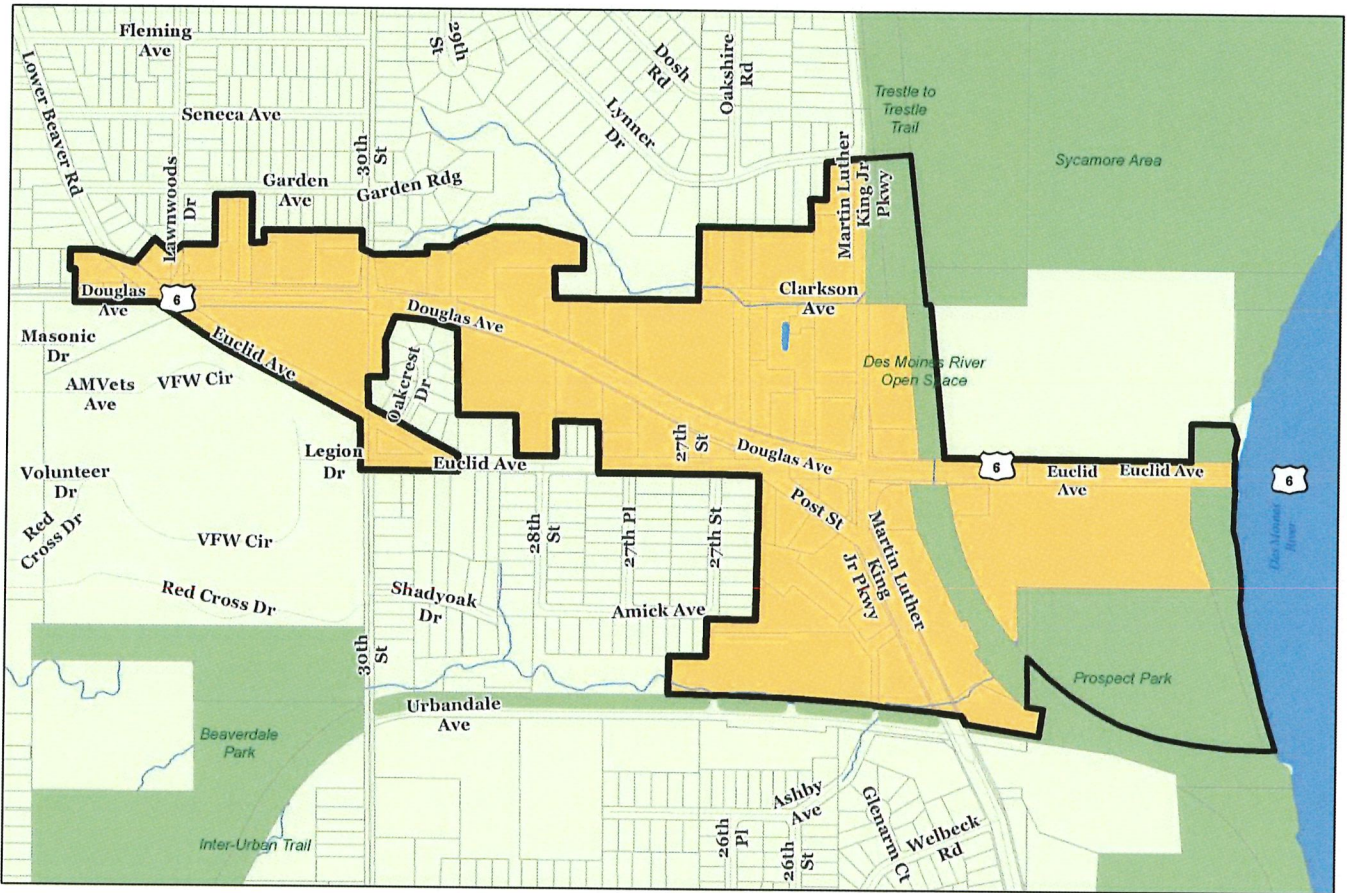 Fleming
Ave
29th
St
Dosh
Rd
Oakshire
Rd
Lower Beaver Rd
Lynner
Dr
Trestle to
Trestle
Trail
Seneca Ave
Sycamore Area
30th
St
Lawnwoods
Dr
Garden
Ave
Garden Rdg
Martin Luther
King Jr
Pkwy
Douglas
Ave
6
Clarkson
Ave
Douglas Ave
Masonic
Dr
Euclid Ave
Des Moines River
Open Space
AMVets
Ave
VFW Cir
Oakcrest
Dr
27th
St
Douglas Ave
Legion
Dr
Euclid Ave
6
Euclid
Ave
Euclid Ave
6
Volunteer
Dr
Post St
Des Moines
River
Red
Cross Dr
VFW Cir
28th
St
27th Pl
27th St
Martin Luther
King
Jr Pkwy
Red Cross Dr
Shadyoak
Dr
Amick Ave
30th
St
Prospect Park
Urbandale
Ave
Beaverdale
Park
Ashby
Ave
Glenarm Ct
Welbeck
Rd
26th
Pl
26th
St
Inter-Urban Trail